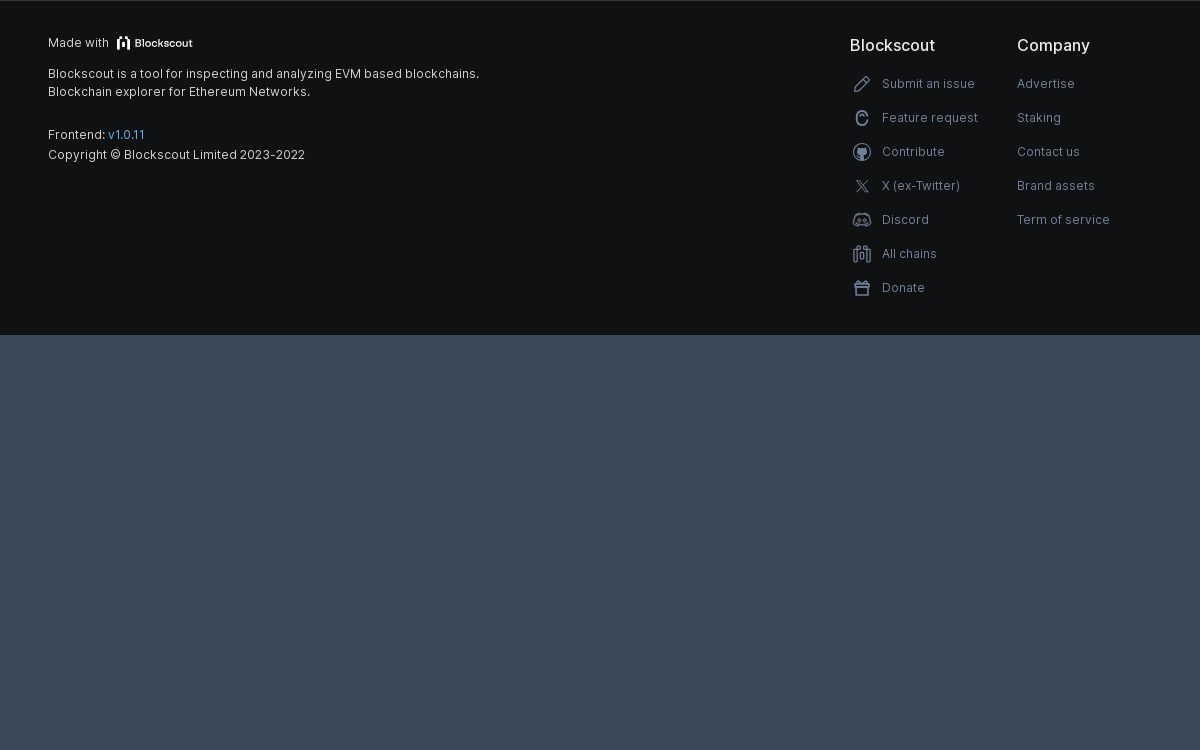 Made with Blockscout
Blockscout is a tool for inspecting and analyzing EVM based blockchains.
Blockchain explorer for Ethereum Networks.
Frontend: v1.0.11
Copyright © Blockscout Limited 2023-2022
Blockscout
Submit an issue
Feature request
Contribute
X (ex-Twitter)
Discord
All chains
Donate
Company
Advertise
Staking
Contact us
Brand assets
Term of service